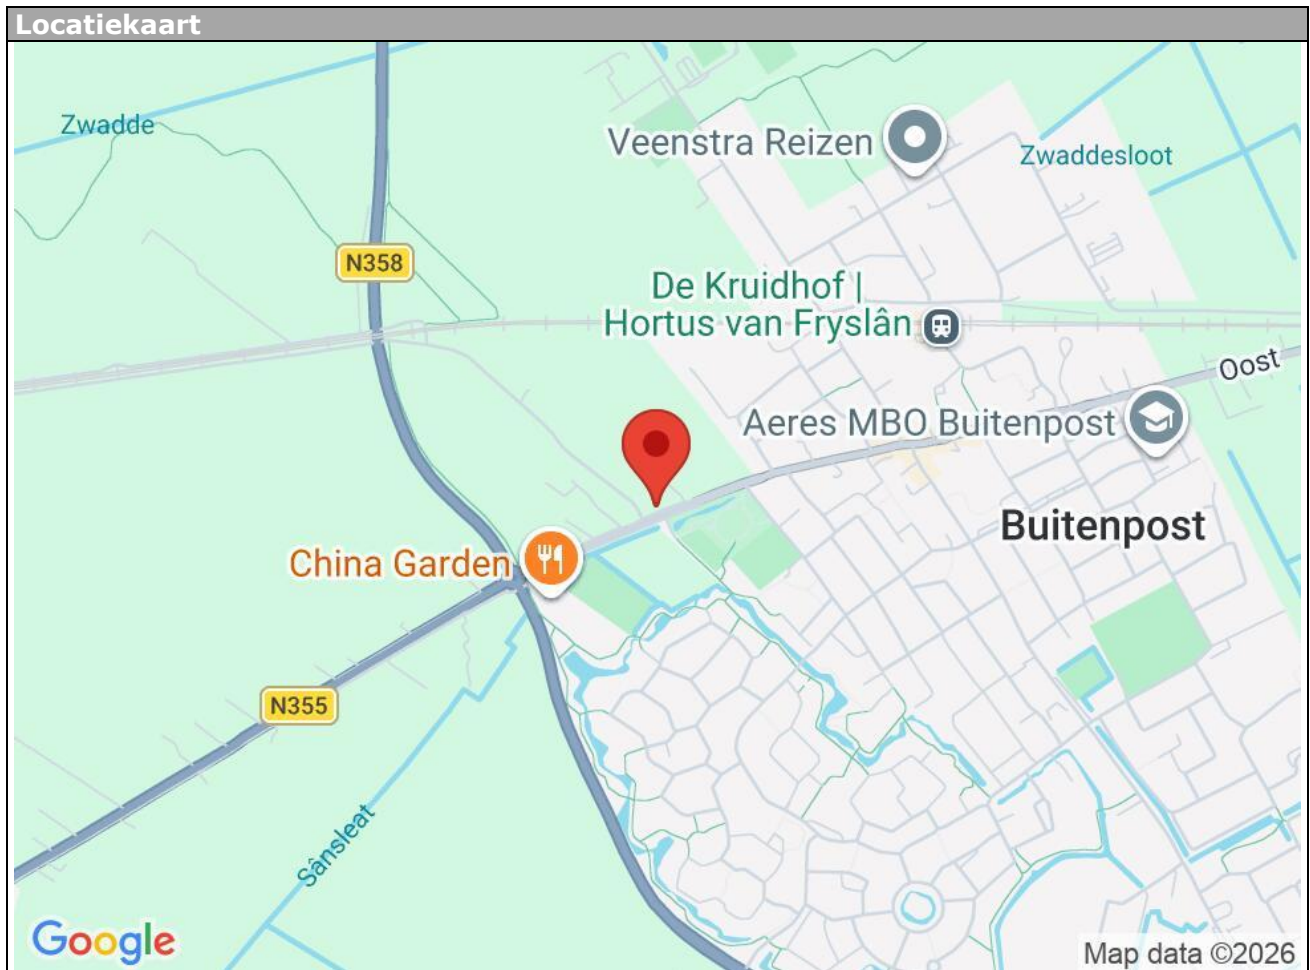 Locatiekaart
Zwadde
Veenstra Reizen
Zwaddesloot
N358
De Kruidhof |
Hortus van Fryslân
Oost
Aeres MBO Buitenpost
Buitenpost
China Garden
N355
Sânsleat
Google
Map data ©2026